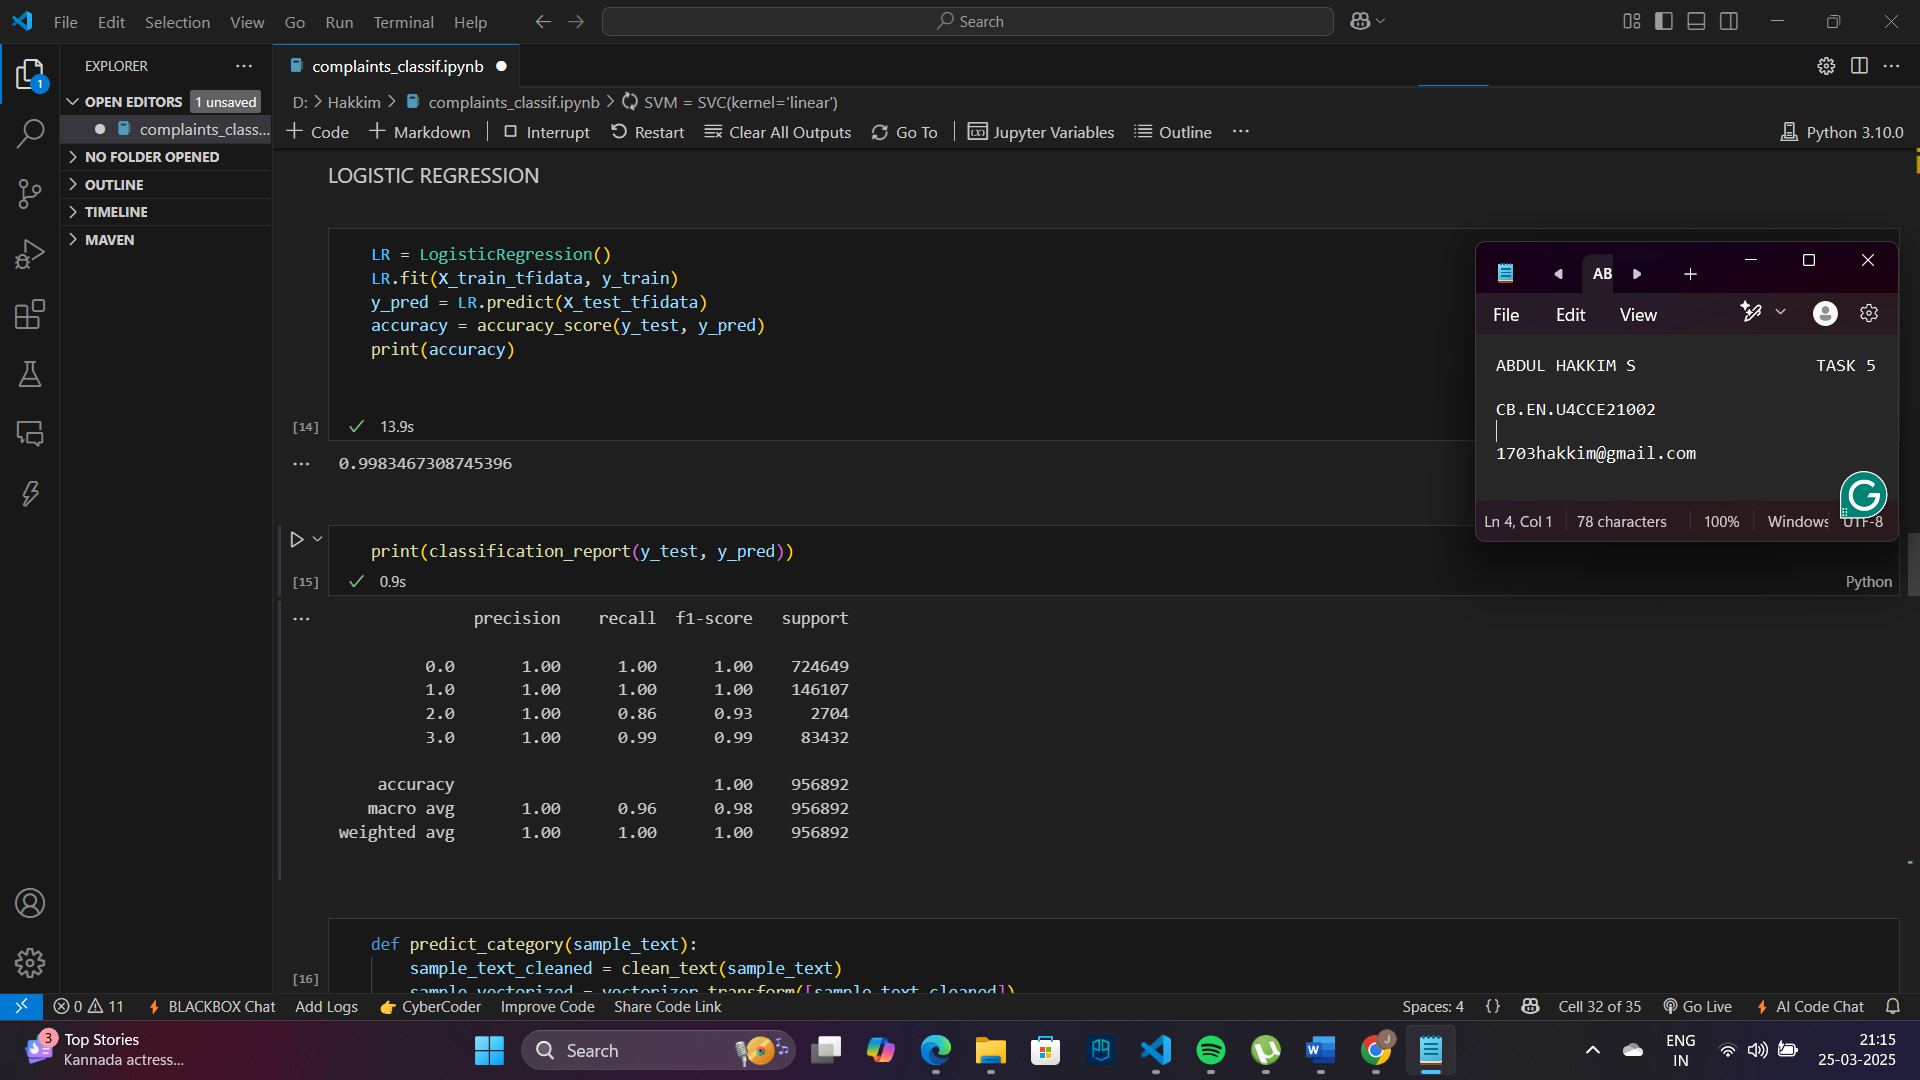 File Edit Selection View Go Run Terminal Help
Search
EXPLORER
OPEN EDITORS 1 unsaved
complaints_class...
NO FOLDER OPENED
OUTLINE
TIMELINE
MAVEN
1
complaints_classif.ipynb
D: > Hakkim > complaints_classif.ipynb > SVM = SVC(kernel='linear')
+ Code + Markdown Interrupt Restart Clear All Outputs Go To Jupyter Variables Outline ...
Python 3.10.0
LOGISTIC REGRESSION
LR = LogisticRegression()
LR.fit(X_train_tfidata, y_train)
y_pred = LR.predict(X_test_tfidata)
accuracy = accuracy_score(y_test, y_pred)
print(accuracy)
[14] 13.9s
... 0.9983467308745396
print(classification_report(y_test, y_pred))
[15] 0.9s
Python
... precision recall f1-score support
0.0 1.00 1.00 1.00 724649
1.0 1.00 1.00 1.00 146107
2.0 1.00 0.86 0.93 2704
3.0 1.00 0.99 0.99 83432
accuracy 1.00 956892
macro avg 1.00 0.96 0.98 956892
weighted avg 1.00 1.00 1.00 956892
def predict_category(sample_text):
sample_text_cleaned = clean_text(sample_text)
[16]
sample_vectorized = vectorizer.transform([sample_text_cleaned])
AB
File Edit View
ABDUL HAKKIM S TASK 5
CB.EN.U4CCE21002
1703hakkim@gmail.com
Ln 4, Col 1 78 characters 100% Windows UTF-8
0 11 BLACKBOX Chat Add Logs CyberCoder Improve Code Share Code Link
Spaces: 4 {} Cell 32 of 35 Go Live AI Code Chat
3
Top Stories
Kannada actress...
Search
J
ENG
IN
21:15
25-03-2025